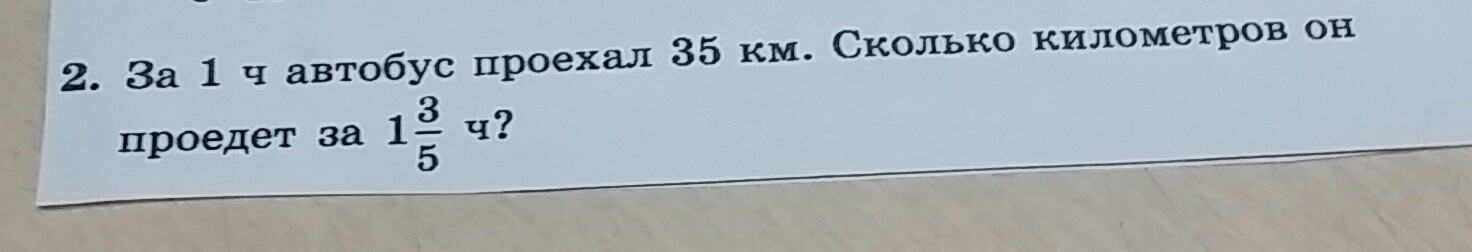 2. За 1 ч автобус проехал 35 км. Сколько километров он
проедет за 1 3/5 ч?